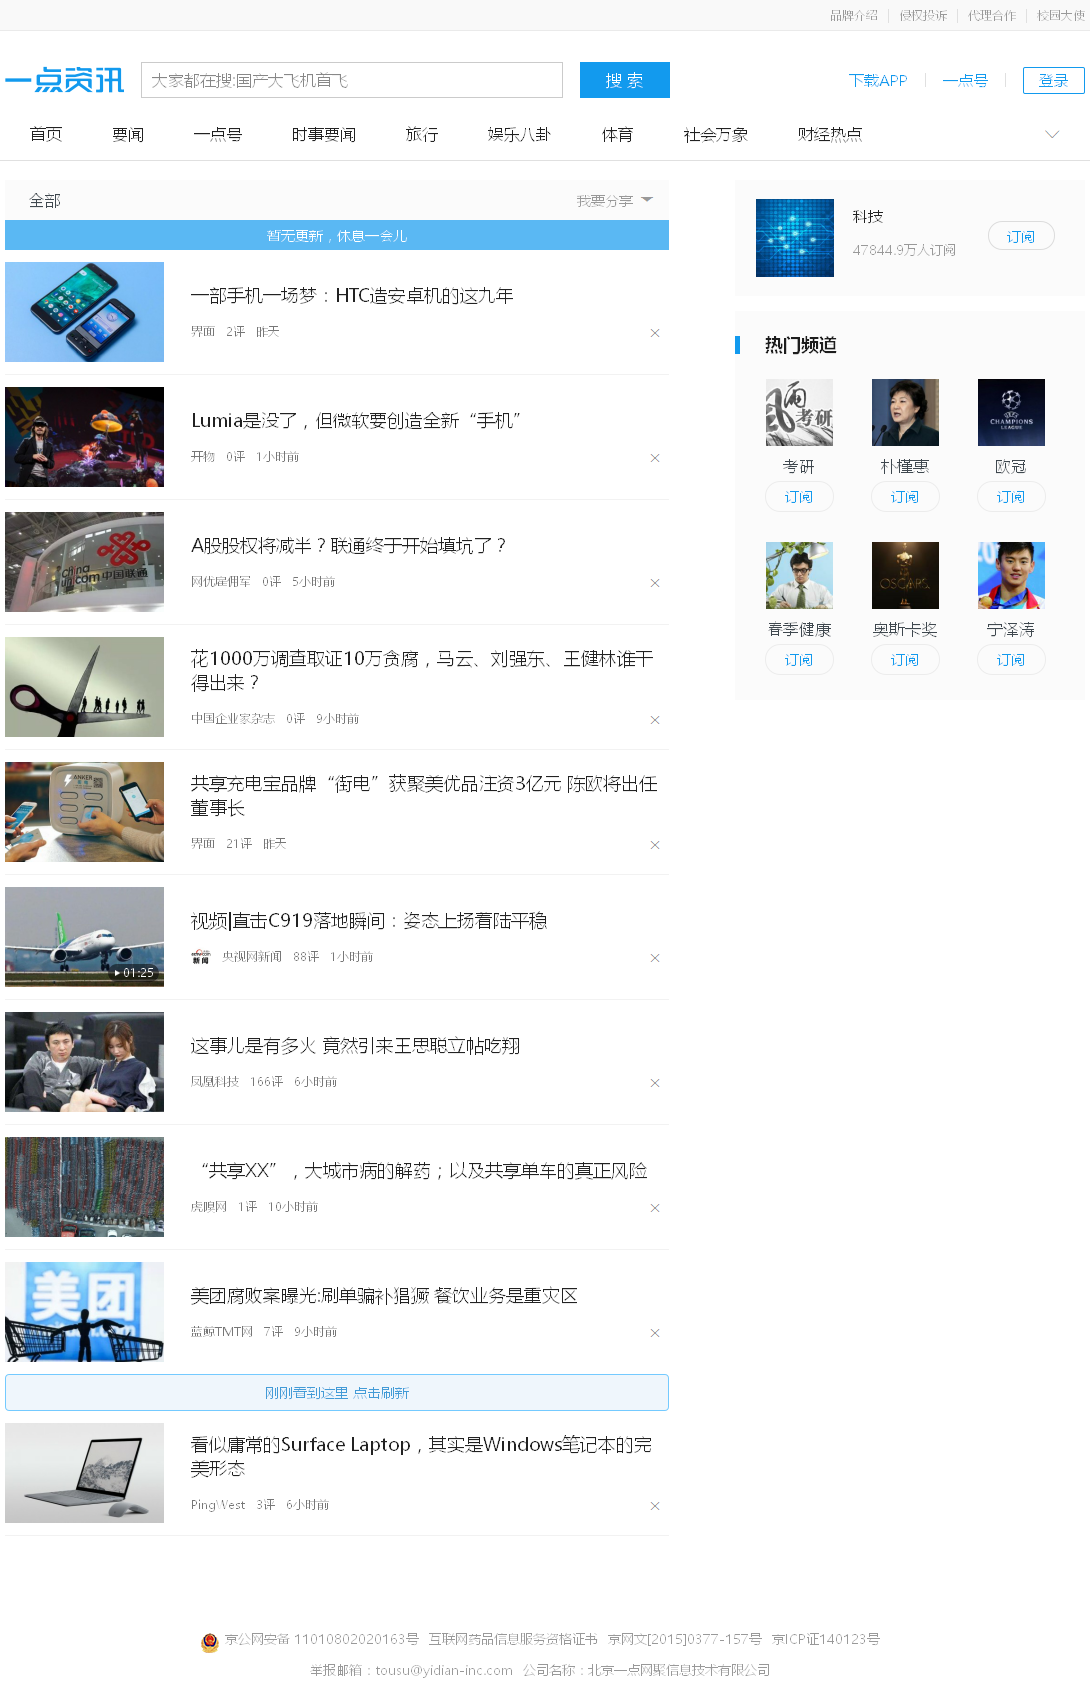 品牌介绍 侵权投诉 代理合作 校园大使
一点资讯 大家都在搜:国产大飞机首飞 搜 索 下载APP 一点号 登录
首页 要闻 一点号 时事要闻 旅行 娱乐八卦 体育 社会万象 财经热点
全部 我要分享
暂无更新，休息一会儿
一部手机一场梦：HTC造安卓机的这九年
界面 2评 昨天
Lumia是没了，但微软要创造全新“手机”
开物 0评 1小时前
China
unicom中国联通
A股股权将减半？联通终于开始填坑了？
网优雇佣军 0评 5小时前
花1000万调查取证10万贪腐，马云、刘强东、王健林谁干
得出来？
中国企业家杂志 0评 9小时前
ANKER
共享充电宝品牌“街电”获聚美优品注资3亿元 陈欧将出任
董事长
界面 21评 昨天
01:25
视频|直击C919落地瞬间：姿态上扬着陆平稳
新闻 央视网新闻 88评 1小时前
这事儿是有多火 竟然引来王思聪立帖吃翔
凤凰科技 166评 6小时前
“共享XX”，大城市病的解药；以及共享单车的真正风险
虎嗅网 1评 10小时前
美团
美团腐败案曝光:刷单骗补猖獗 餐饮业务是重灾区
蓝鲸TMT网 7评 9小时前
刚刚看到这里 点击刷新
看似庸常的Surface Laptop，其实是Windows笔记本的完
美形态
PingWest 3评 6小时前
科技
47844.9万人订阅
订阅
热门频道
考研
CHAMPIONS
LEAGUE
考研 朴槿惠 欧冠
订阅 订阅 订阅
OSCARS
春季健康 奥斯卡奖 宁泽涛
订阅 订阅 订阅
京公网安备 11010802020163号 互联网药品信息服务资格证书 京网文[2015]0377-157号 京ICP证140123号
举报邮箱：tousu@yidian-inc.com 公司名称：北京一点网聚信息技术有限公司